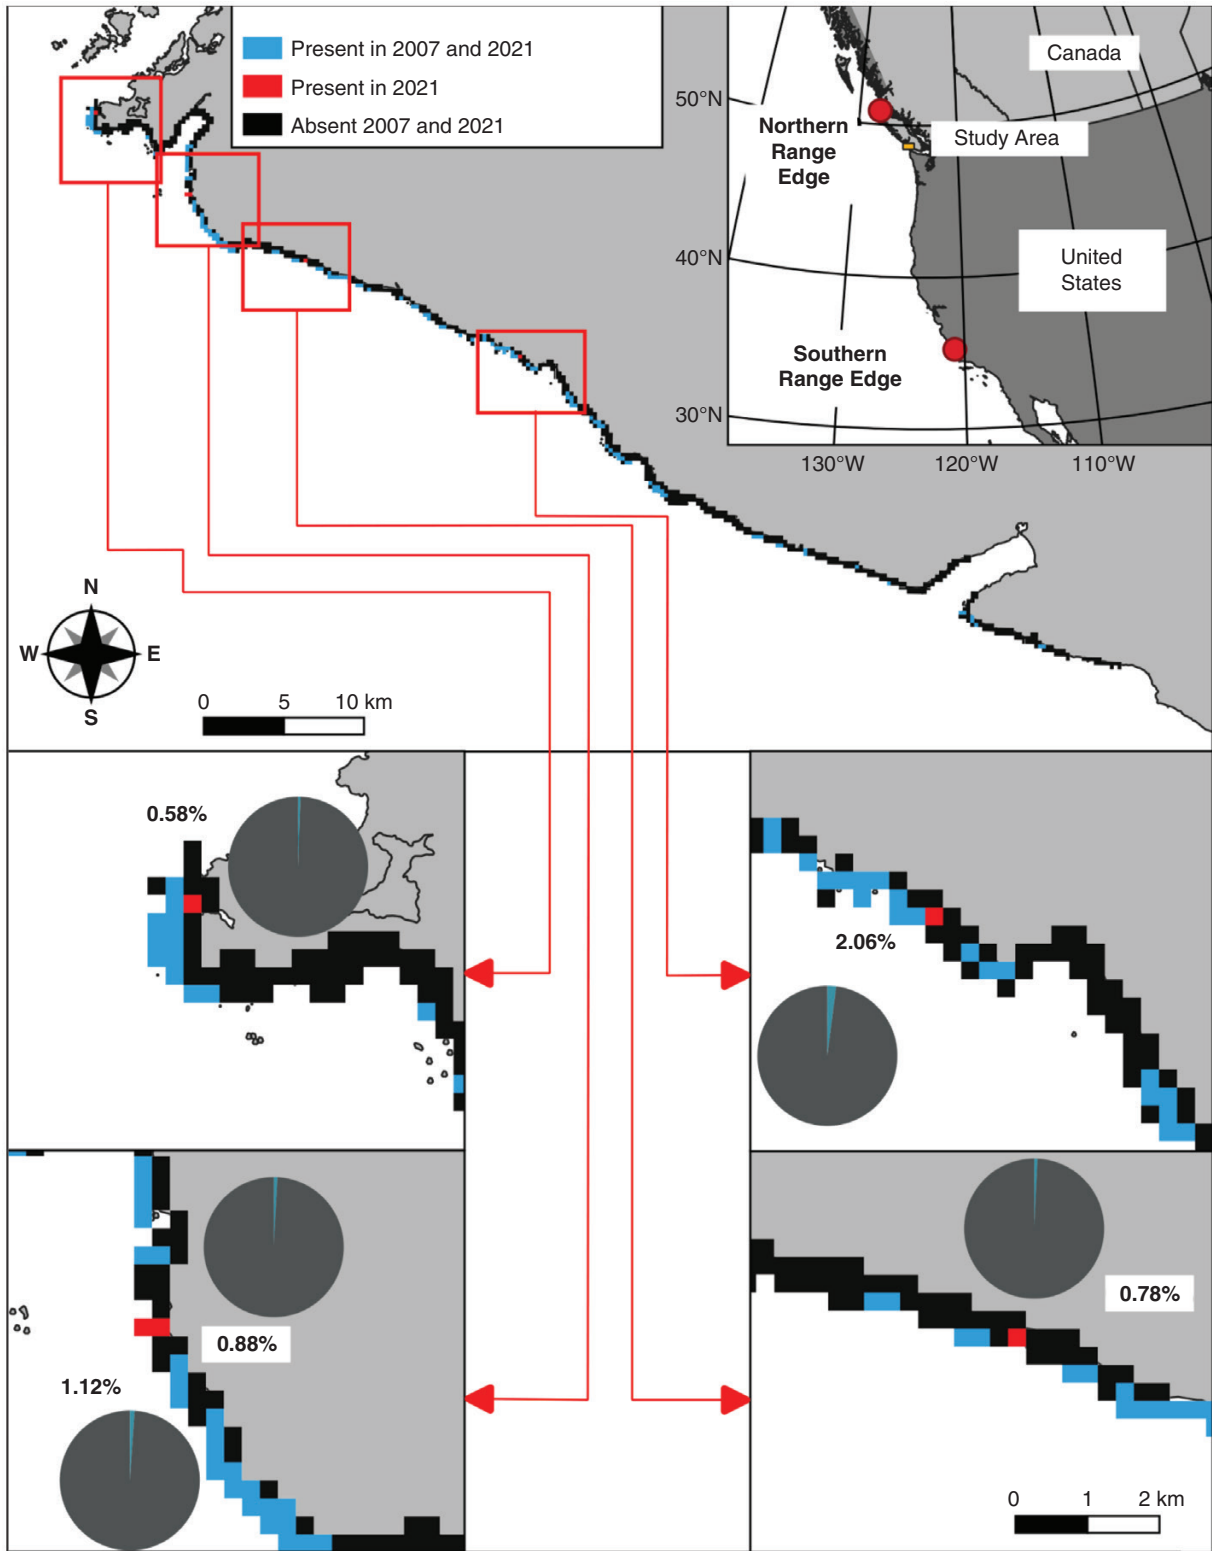 Present in 2007 and 2021
Present in 2021
Absent 2007 and 2021
Canada
50°N
Northern
Range
Edge
Study Area
40°N
United
States
Southern
Range Edge
30°N
130°W
120°W
110°W
N
W
E
S
0
5
10 km
0.58%
2.06%
0.88%
1.12%
0.78%
0
1
2 km